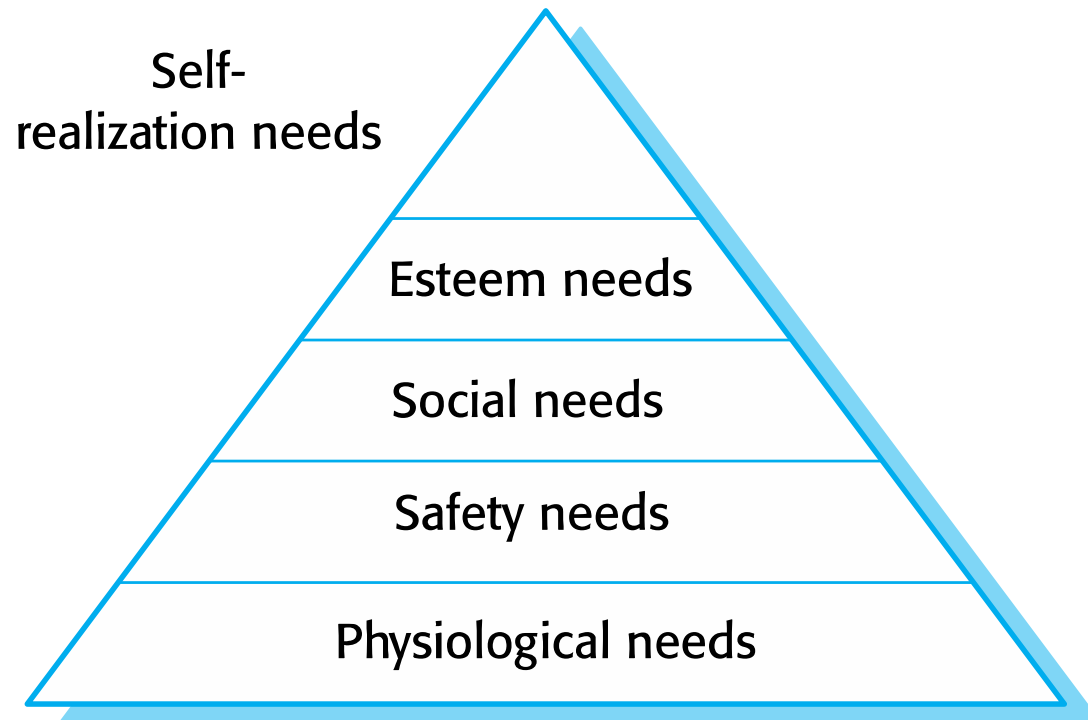 Self-
realization needs
Esteem needs
Social needs
Safety needs
Physiological needs